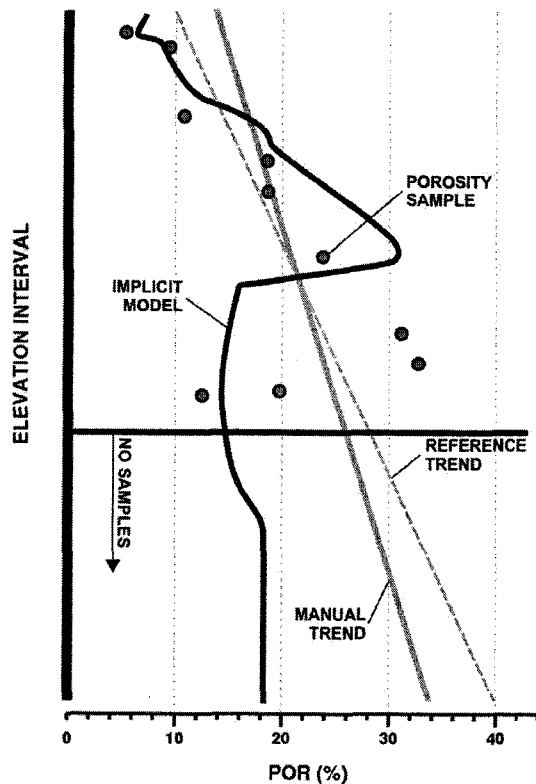 ELEVATION INTERVAL
POROSITY
SAMPLE
IMPLICIT
MODEL
NO SAMPLES
REFERENCE
TREND
MANUAL
TREND
0 10 20 30 40
POR (%)